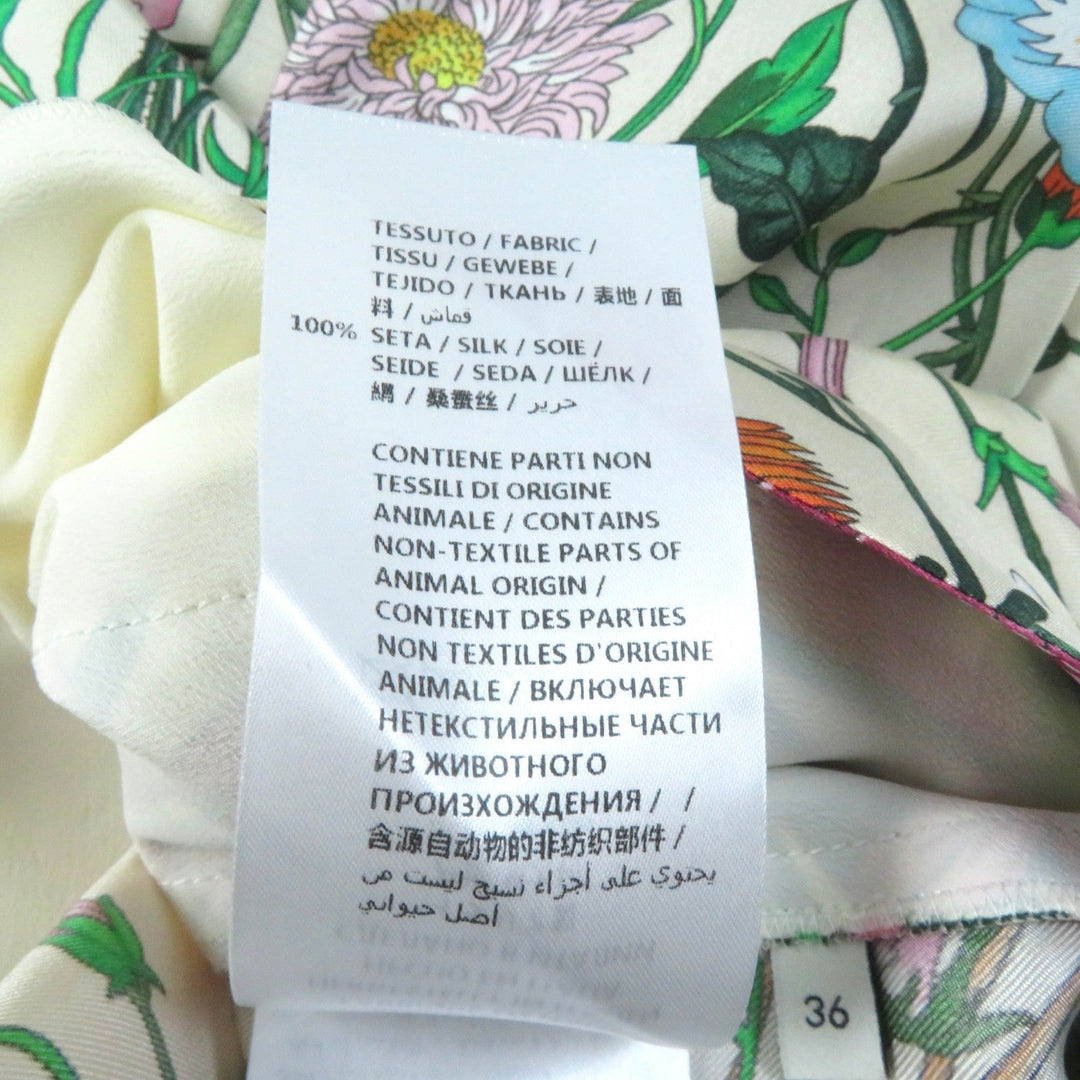 TESSUTO / FABRIC /
TISSU / GEWEBE /
TEJIDO / ТКАНЬ / 表地 / 面
料 / قماش
100% SETA / SILK / SOIE /
SEIDE / SEDA / ШЁЛК /
絹 / 桑蚕丝 / حرير
CONTIENE PARTI NON
TESSILI DI ORIGINE
ANIMALE / CONTAINS
NON-TEXTILE PARTS OF
ANIMAL ORIGIN /
CONTIENT DES PARTIES
NON TEXTILES D'ORIGINE
ANIMALE / ВКЛЮЧАЕТ
НЕТЕКСТИЛЬНЫЕ ЧАСТИ
ИЗ ЖИВОТНОГО
ПРОИЗХОЖДЕНИЯ / /
含源自动物的非纺织部件 /
يحتوي على أجزاء نسيج ليست من
أصل حيواني
36